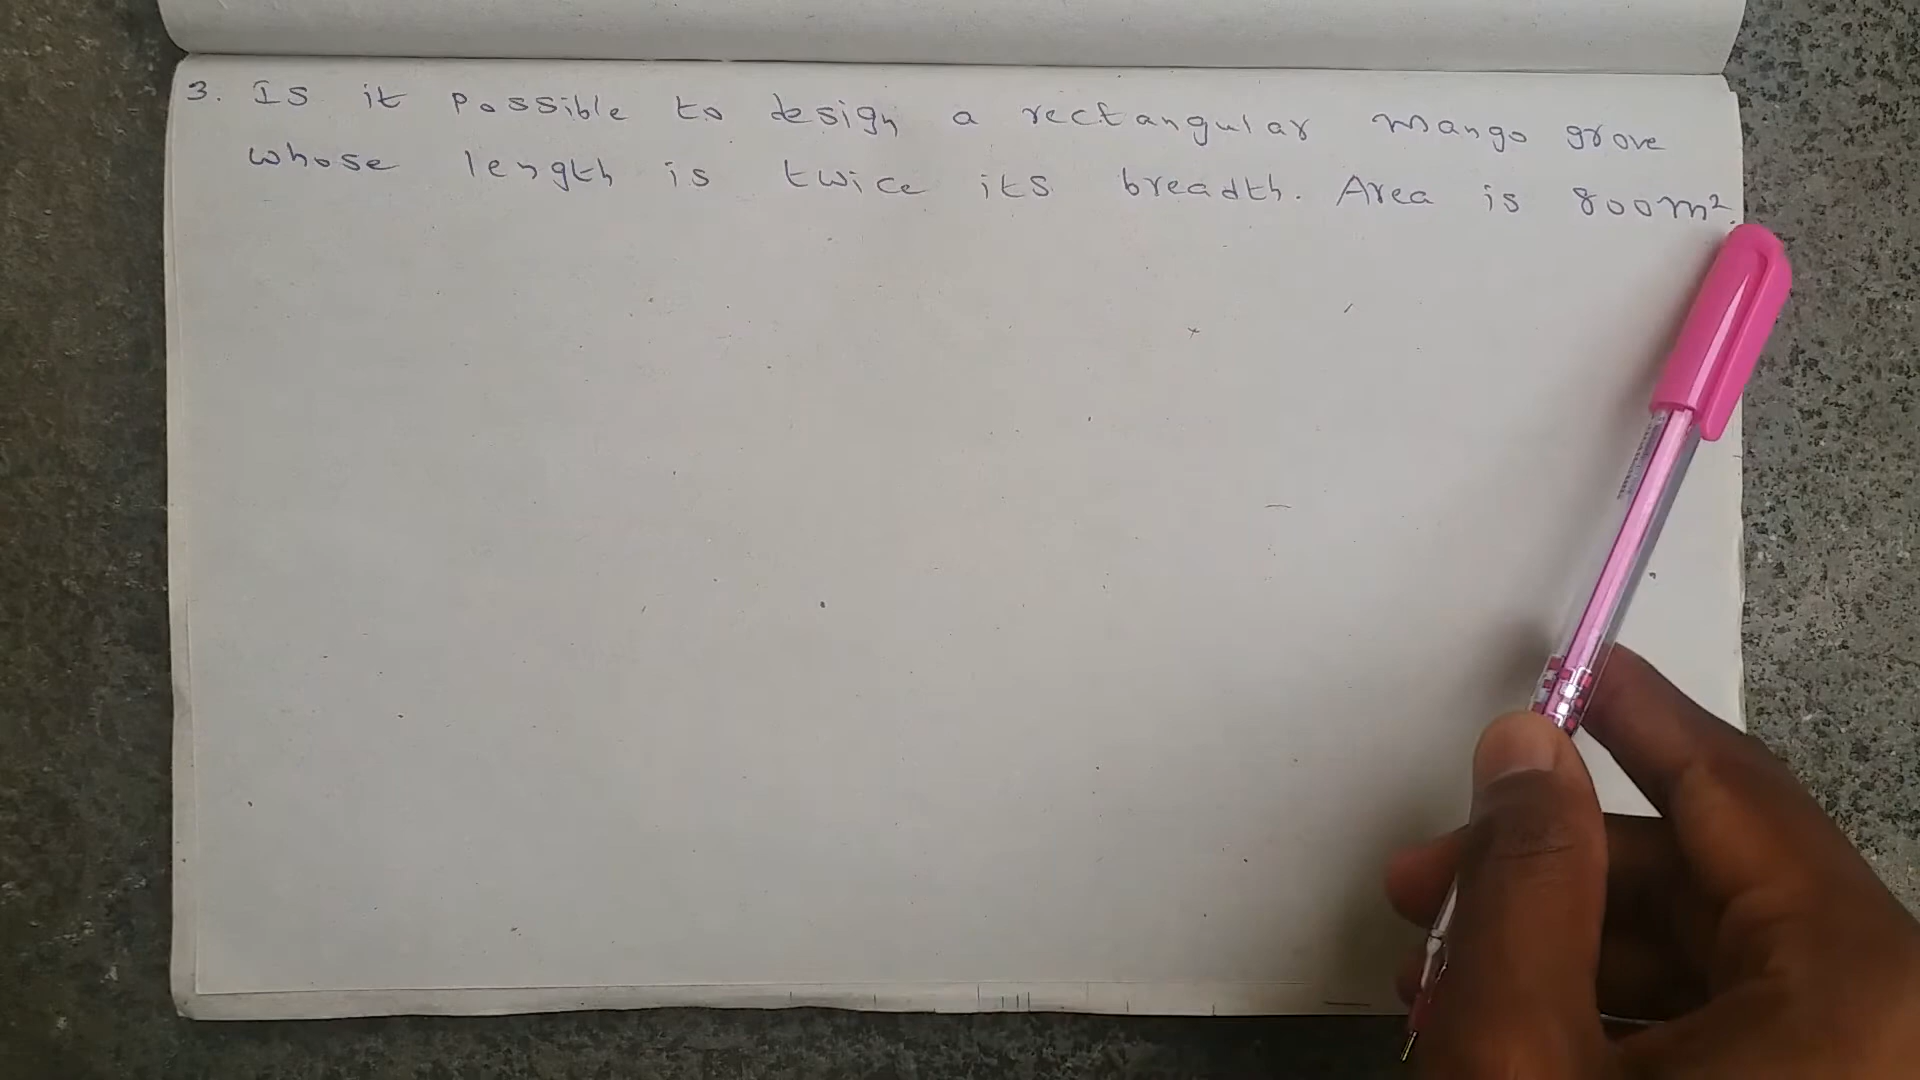 3. Is it possible to design a rectangular mango grove
whose length is twice its breadth. Area is 800m².